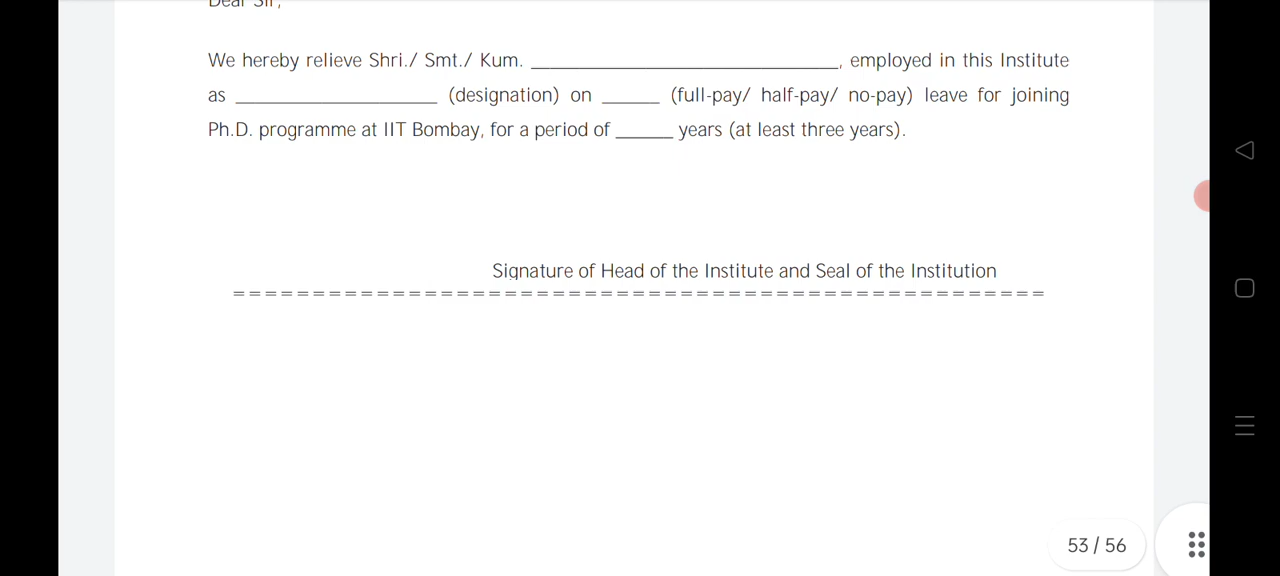 Dear Sir,
We hereby relieve Shri./ Smt./ Kum. ______________________________, employed in this Institute
as ____________________ (designation) on ______ (full-pay/ half-pay/ no-pay) leave for joining
Ph.D. programme at IIT Bombay, for a period of ______ years (at least three years).
Signature of Head of the Institute and Seal of the Institution
===================================================
53 / 56